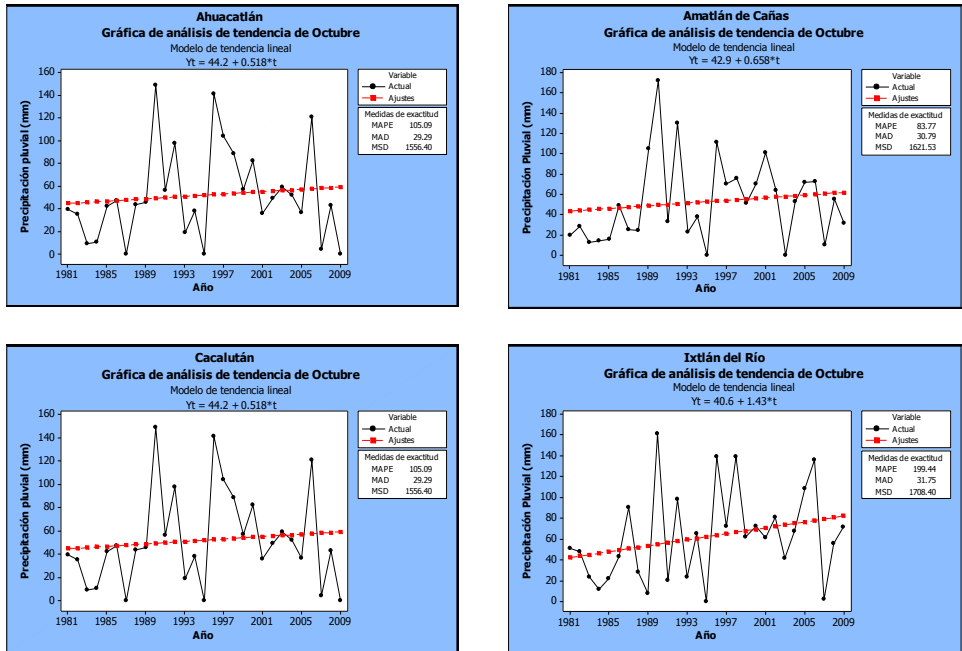 Ahuacatlán
Gráfica de análisis de tendencia de Octubre
Modelo de tendencia lineal
Yt = 44.2 + 0.518*t
Precipitación pluvial (mm)
160
140
120
100
80
60
40
20
0
1981 1985 1989 1993 1997 2001 2005 2009
Año
Variable
Actual
Ajustes
Medidas de exactitud
MAPE 105.09
MAD 29.29
MSD 1556.40
Amatlán de Cañas
Gráfica de análisis de tendencia de Octubre
Modelo de tendencia lineal
Yt = 42.9 + 0.658*t
Precipitación Pluvial (mm)
180
160
140
120
100
80
60
40
20
0
1981 1985 1989 1993 1997 2001 2005 2009
Año
Variable
Actual
Ajustes
Medidas de exactitud
MAPE 83.77
MAD 30.79
MSD 1621.53
Cacalután
Gráfica de análisis de tendencia de Octubre
Modelo de tendencia lineal
Yt = 44.2 + 0.518*t
Precipitación pluvial (mm)
160
140
120
100
80
60
40
20
0
1981 1985 1989 1993 1997 2001 2005 2009
Año
Variable
Actual
Ajustes
Medidas de exactitud
MAPE 105.09
MAD 29.29
MSD 1556.40
Ixtlán del Río
Gráfica de análisis de tendencia de Octubre
Modelo de tendencia lineal
Yt = 40.6 + 1.43*t
Precipitación Pluvial (mm)
180
160
140
120
100
80
60
40
20
0
1981 1985 1989 1993 1997 2001 2005 2009
Año
Variable
Actual
Ajustes
Medidas de exactitud
MAPE 199.44
MAD 31.75
MSD 1708.40